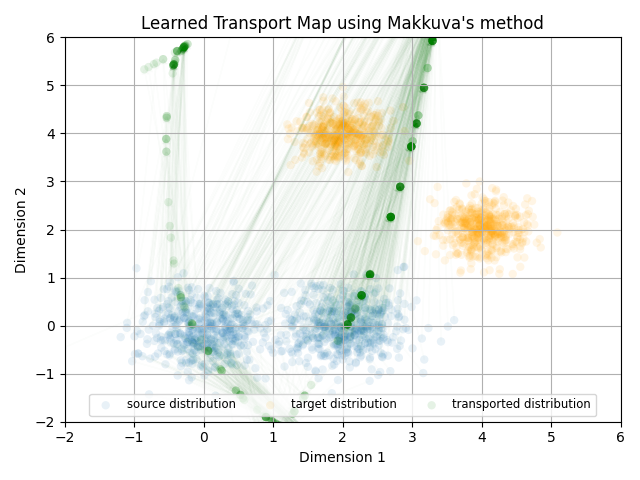 Learned Transport Map using Makkuva's method
6
5
4
3
2
1
0
−1
−2
Dimension 2
source distribution target distribution transported distribution
−2 −1 0 1 2 3 4 5 6
Dimension 1